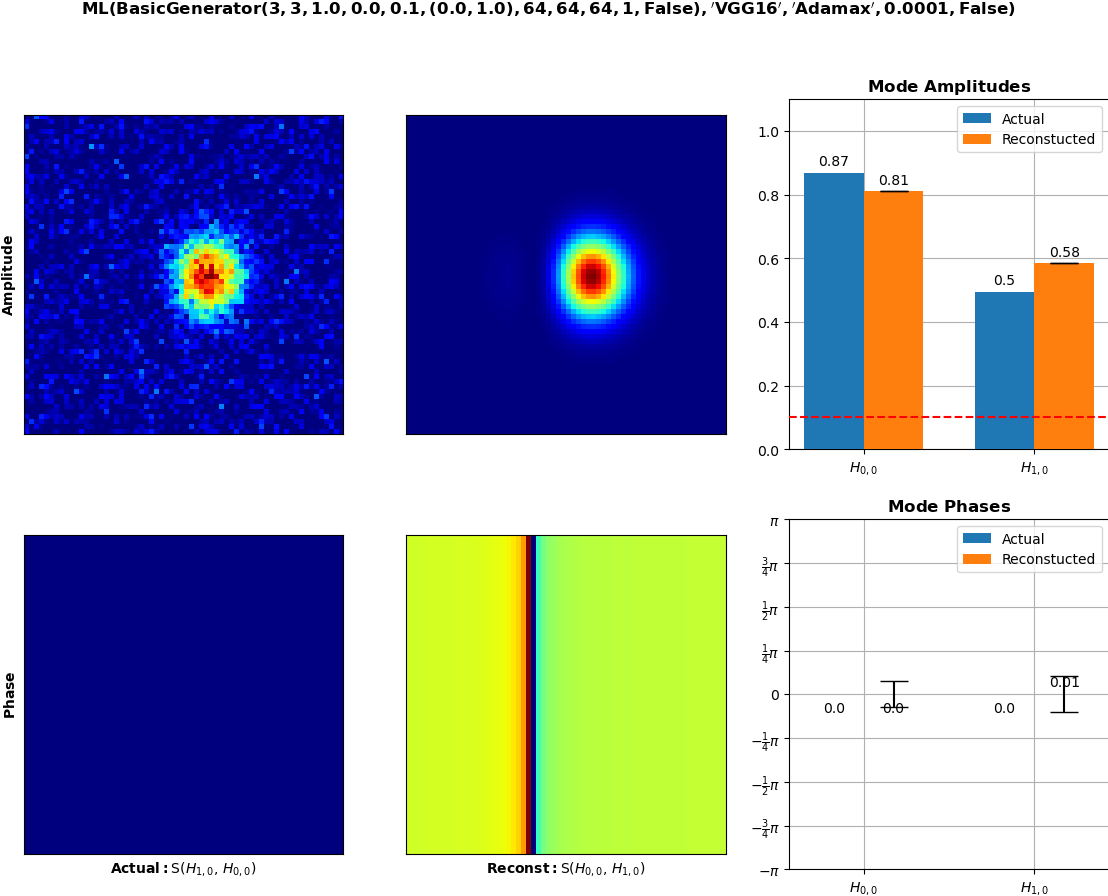 ML(BasicGenerator(3, 3, 1.0, 0.0, 0.1, (0.0, 1.0), 64, 64, 64, 1, False), 'VGG16', 'Adamax', 0.0001, False)
Amplitude
Mode Amplitudes
Actual
Reconstucted
1.0
0.8
0.6
0.4
0.2
0.0
0.87
0.81
0.5
0.58
H0,0
H1,0
Phase
Actual: S(H1,0, H0,0)
Reconst: S(H0,0, H1,0)
Mode Phases
Actual
Reconstucted
π
3/4π
1/2π
1/4π
0
−1/4π
−1/2π
−3/4π
−π
0.0
0.0
0.0
0.01
H0,0
H1,0